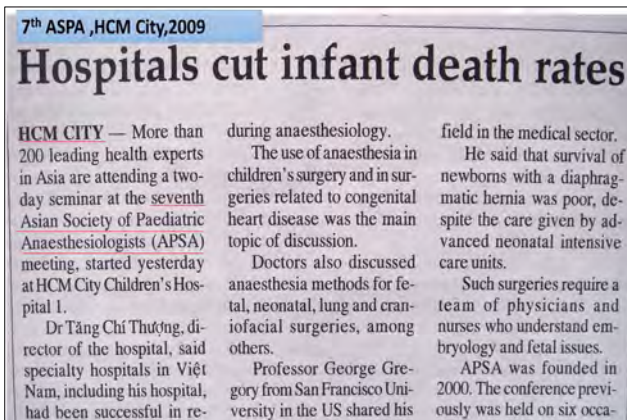 7th ASPA ,HCM City,2009
Hospitals cut infant death rates
HCM CITY — More than
200 leading health experts
in Asia are attending a two-
day seminar at the seventh
Asian Society of Paediatric
Anaesthesiologists (APSA)
meeting, started yesterday
at HCM City Children's Hos-
pital 1.
Dr Tăng Chí Thượng, di-
rector of the hospital, said
specialty hospitals in Việt
Nam, including his hospital,
had been successful in re-
during anaesthesiology.
The use of anaesthesia in
children's surgery and in sur-
geries related to congenital
heart disease was the main
topic of discussion.
Doctors also discussed
anaesthesia methods for fe-
tal, neonatal, lung and cran-
iofacial surgeries, among
others.
Professor George Gre-
gory from San Francisco Uni-
versity in the US shared his
field in the medical sector.
He said that survival of
newborns with a diaphrag-
matic hernia was poor, de-
spite the care given by ad-
vanced neonatal intensive
care units.
Such surgeries require a
team of physicians and
nurses who understand em-
bryology and fetal issues.
APSA was founded in
2000. The conference previ-
ously was held on six occa-